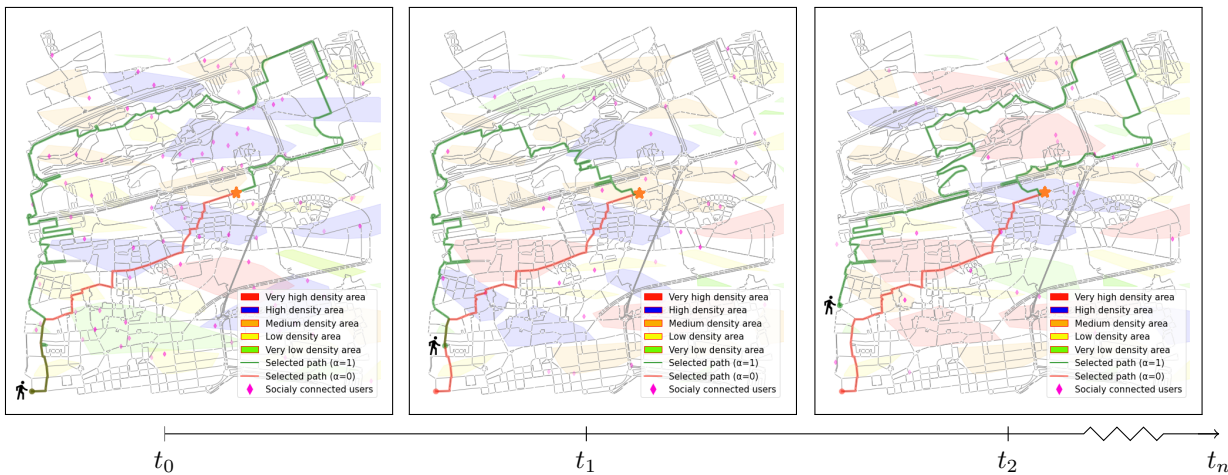 Very high density area
High density area
Medium density area
Low density area
Very low density area
Selected path (α=1)
Selected path (α=0)
Socialy connected users
Very high density area
High density area
Medium density area
Low density area
Very low density area
Selected path (α=1)
Selected path (α=0)
Socialy connected users
Very high density area
High density area
Medium density area
Low density area
Very low density area
Selected path (α=1)
Selected path (α=0)
Socialy connected users
t0 t1 t2 tn